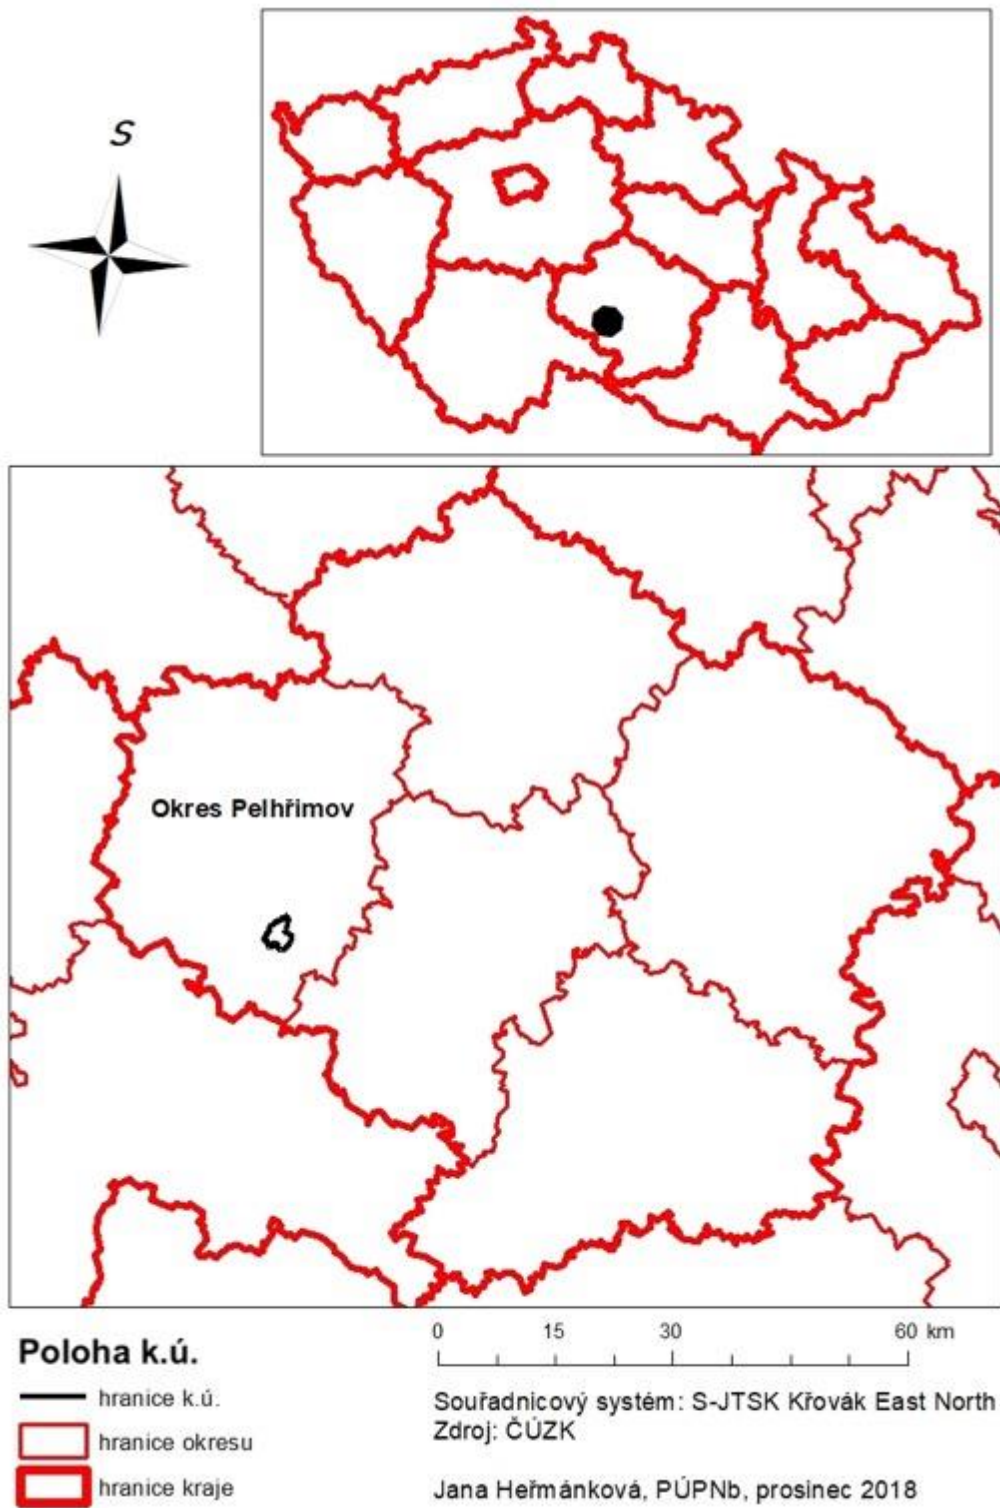 S
Okres Pelhřimov
0 15 30 60 km
Poloha k.ú.
hranice k.ú.
hranice okresu
hranice kraje
Souřadnicový systém: S-JTSK Křovák East North
Zdroj: ČÚZK
Jana Heřmánková, PÚPNb, prosinec 2018